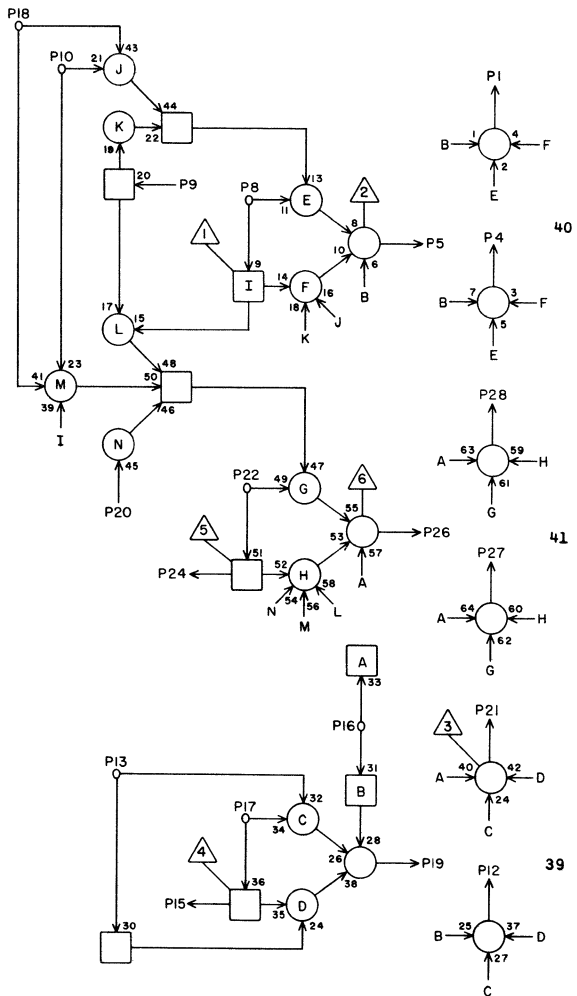 P18
43
P10
21
J
44
K
22
19
20
P9
P8
13
E
11
2
1
8
9
10
P5
I
14
F
16
6
18
B
J
K
17
15
L
48
23
41
M
50
39
46
I
N
45
P20
47
P22
49
G
6
55
5
53
P26
51
57
P24
52
H
58
A
N
54
56
L
M
A
33
P16
31
B
P13
32
P17
34
C
28
4
26
P19
36
38
P15
35
D
24
30
P1
B
1
4
F
2
E
40
P4
B
7
3
F
5
E
P28
A
63
59
H
61
G
41
P27
A
64
60
H
62
G
P21
3
A
40
42
D
24
C
39
P12
B
25
37
D
27
C